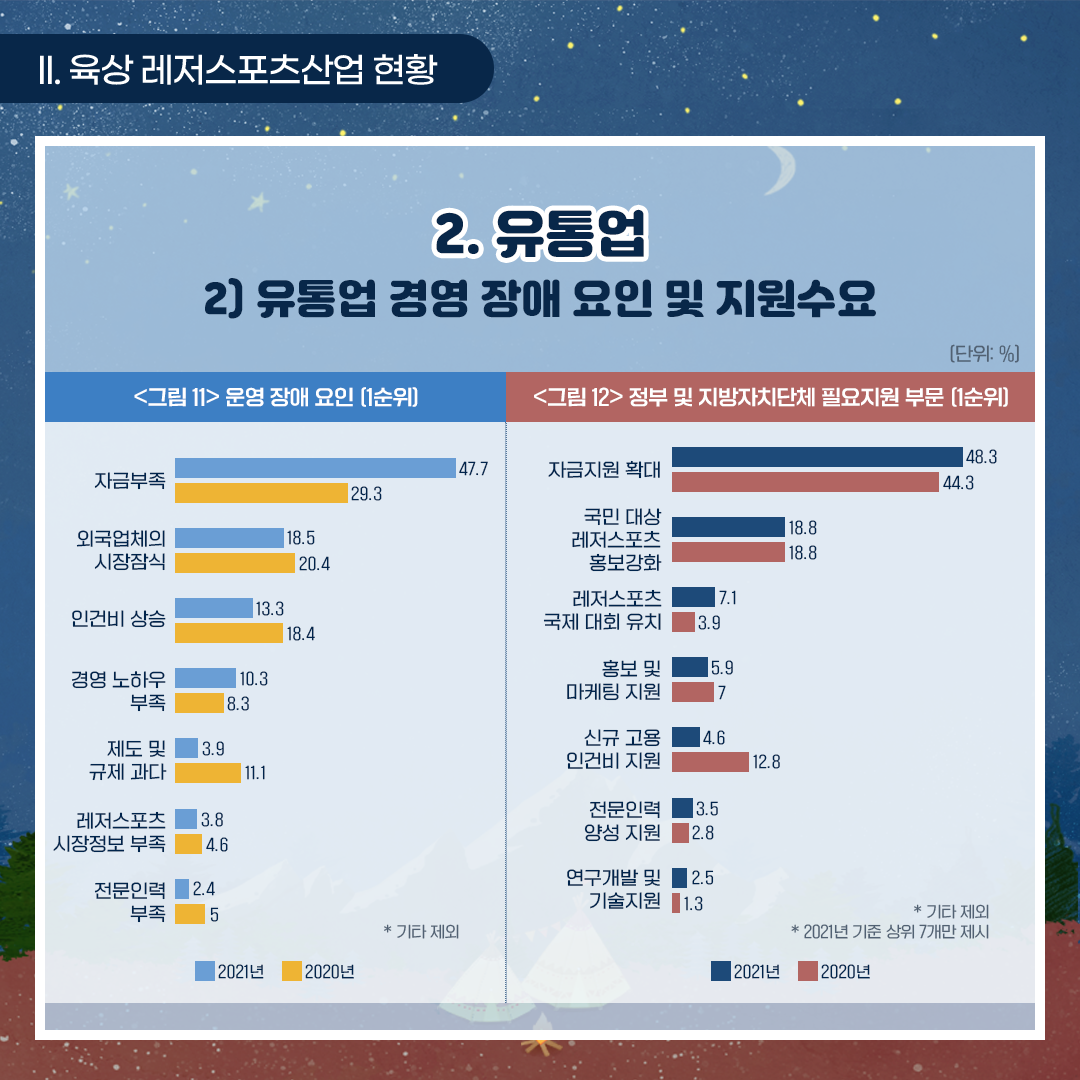 II. 육상 레저스포츠산업 현황
2. 유통업
2) 유통업 경영 장애 요인 및 지원수요
(단위: %)
<그림 11> 운영 장애 요인 (1순위)
자금부족
47.7
29.3
외국업체의
시장잠식
18.5
20.4
인건비 상승
13.3
18.4
경영 노하우
부족
10.3
8.3
제도 및
규제 과다
3.9
11.1
레저스포츠
시장정보 부족
3.8
4.6
전문인력
부족
2.4
5
* 기타 제외
2021년
2020년
<그림 12> 정부 및 지방자치단체 필요지원 부문 (1순위)
자금지원 확대
48.3
44.3
국민 대상
레저스포츠
홍보강화
18.8
18.8
레저스포츠
국제 대회 유치
7.1
3.9
홍보 및
마케팅 지원
5.9
7
신규 고용
인건비 지원
4.6
12.8
전문인력
양성 지원
3.5
2.8
연구개발 및
기술지원
2.5
1.3
* 기타 제외
* 2021년 기준 상위 7개만 제시
2021년
2020년